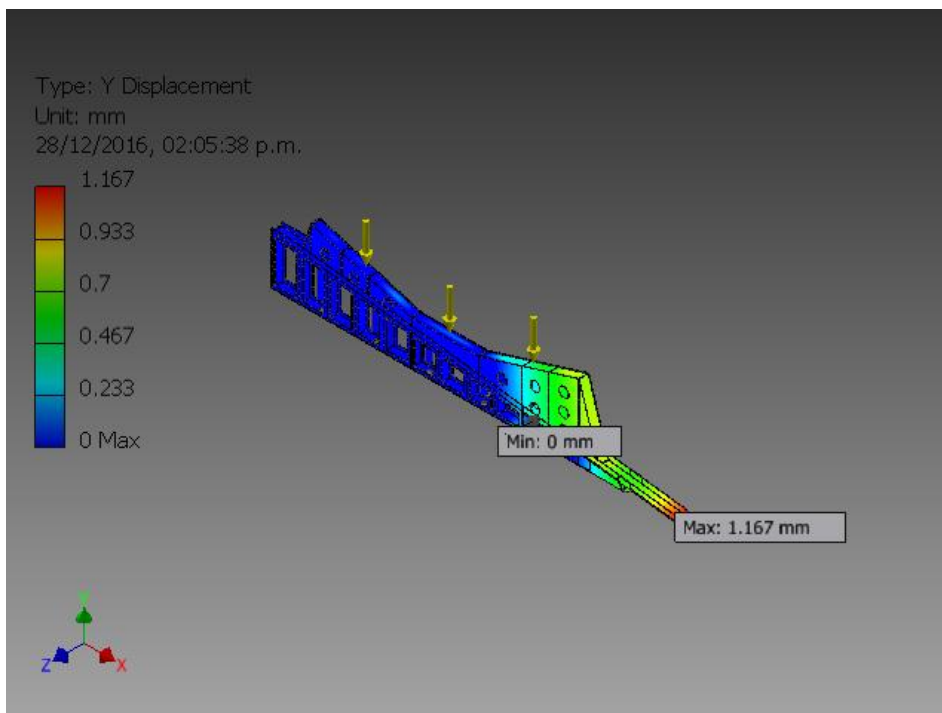 Type: Y Displacement
Unit: mm
28/12/2016, 02:05:38 p.m.
1.167
0.933
0.7
0.467
0.233
0 Max
Min: 0 mm
Max: 1.167 mm
Y
Z
X